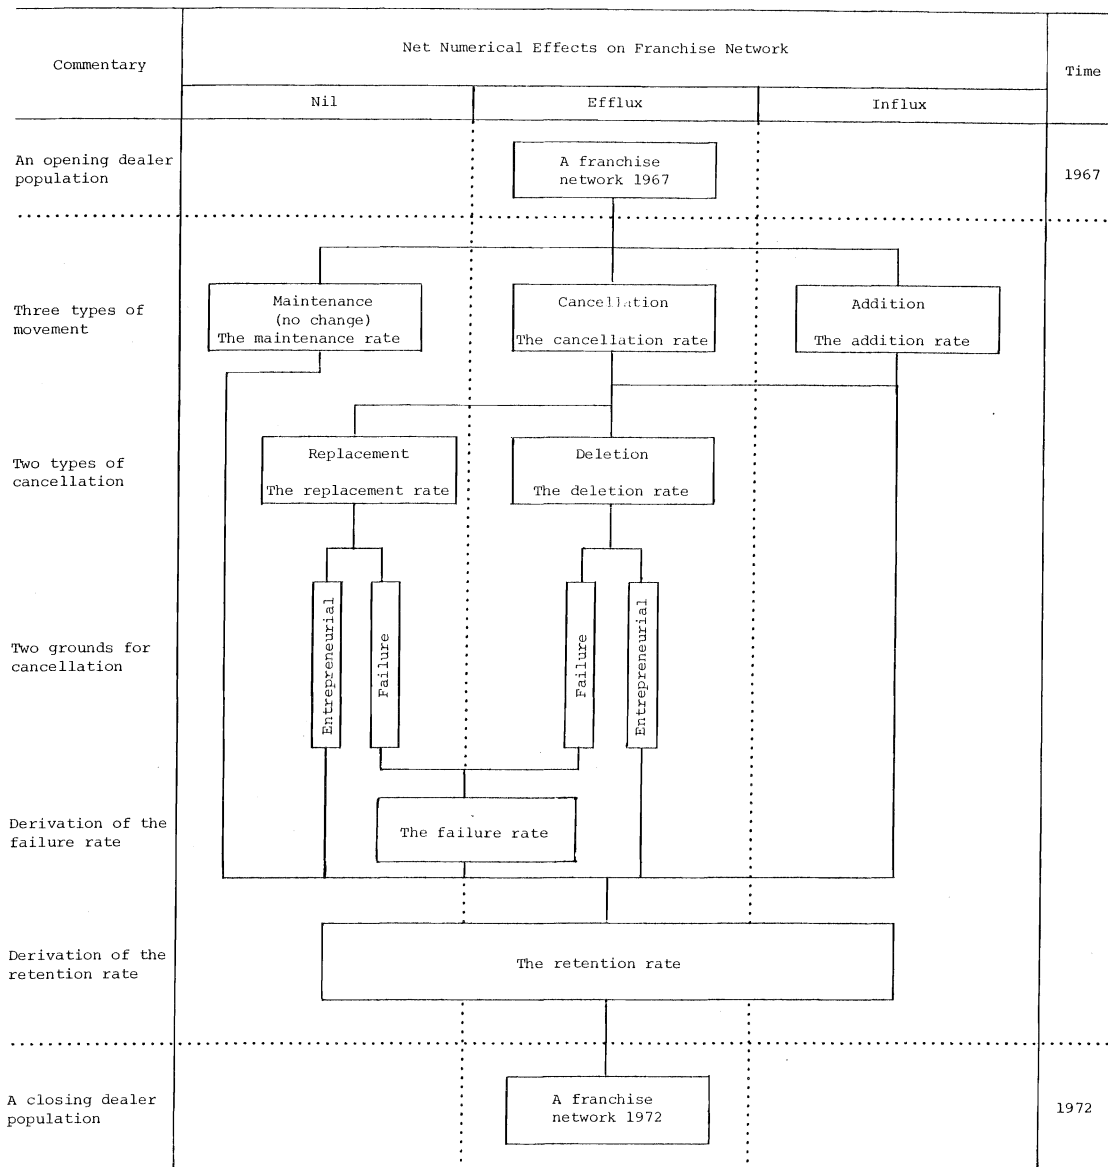 Net Numerical Effects on Franchise Network
Commentary
Time
Nil
Efflux
Influx
An opening dealer
population
A franchise
network 1967
1967
Three types of
movement
Maintenance
(no change)
The maintenance rate
Cancellation
The cancellation rate
Addition
The addition rate
Two types of
cancellation
Replacement
The replacement rate
Deletion
The deletion rate
Two grounds for
cancellation
Entrepreneurial
Failure
Failure
Entrepreneurial
Derivation of the
failure rate
The failure rate
Derivation of the
retention rate
The retention rate
A closing dealer
population
A franchise
network 1972
1972